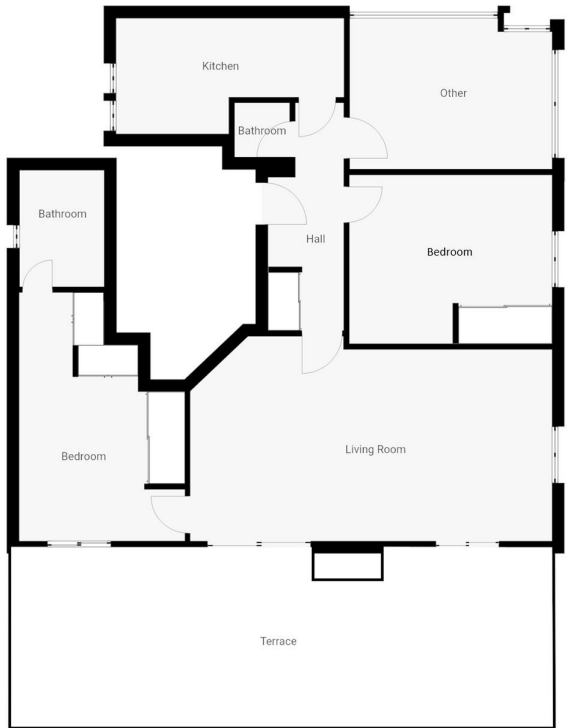 Kitchen
Other
Bathroom
Bathroom
Hall
Bedroom
Living Room
Bedroom
Terrace